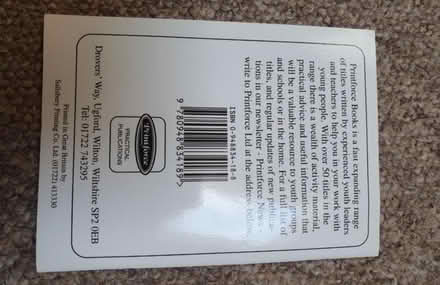 Printforce Books is a fast expanding range
of titles written by experienced youth leaders
and teachers to help you in your work with
young people. With over 50 titles in the
range there is a wealth of activity material,
practical advice and useful information that
will be a valuable resource to youth groups
and schools or in the home. For a full list of
titles, and regular updates of new publica-
tions in our newsletter - Printforce News -
write to Printforce Ltd at the address below.
ISBN 0-948834-18-8
9 780948 834189
Printforce
PRACTICAL
PUBLICATIONS
Drovers' Way, Ugford, Wilton, Wiltshire SP2 0EB
Tel: 01722 743295
Printed in Great Britain by
Salisbury Printing Co. Ltd.